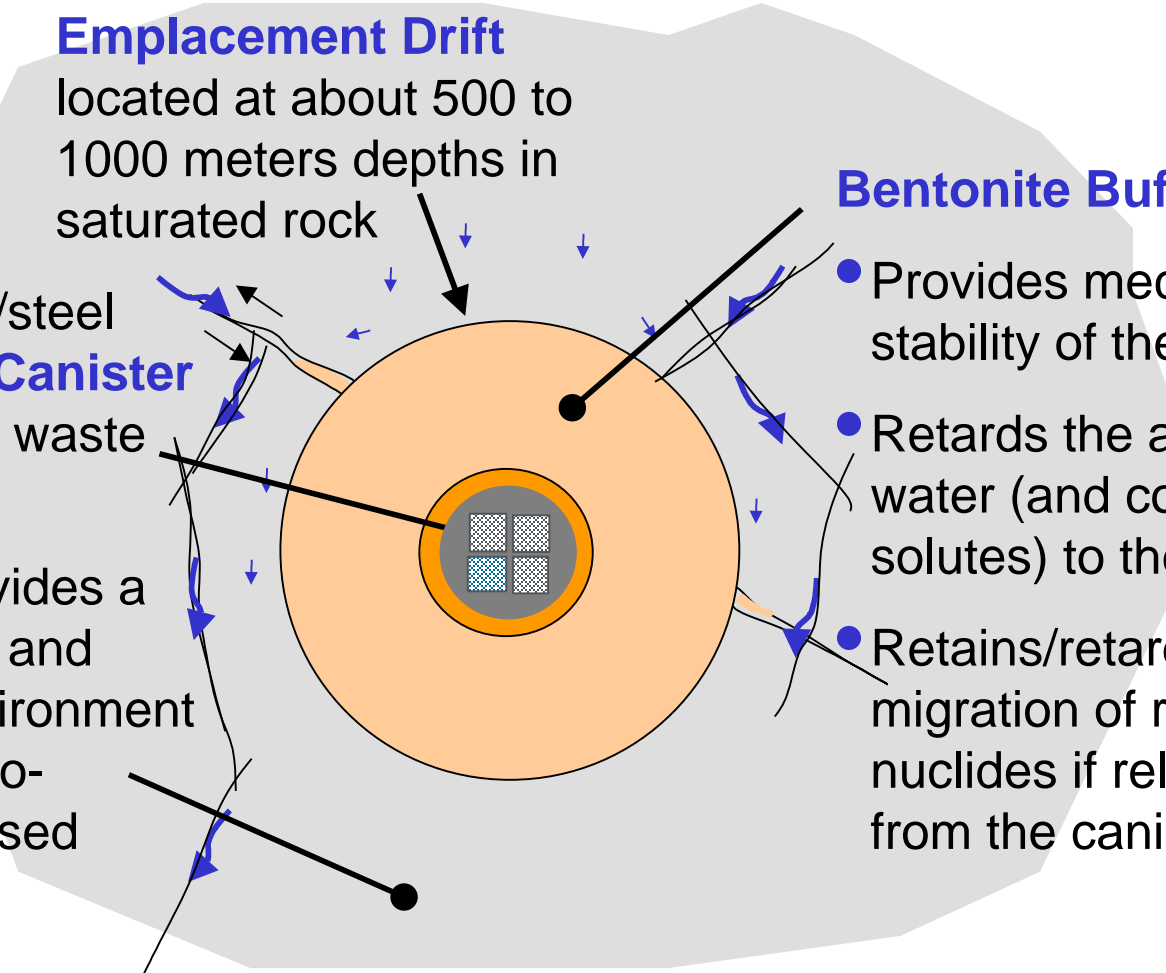 Emplacement Drift
located at about 500 to
1000 meters depths in
saturated rock
/steel
Canister
waste
vides a
and
ironment
o-
sed
Bentonite Buf
Provides med
stability of the
Retards the a
water (and co
solutes) to the
Retains/retard
migration of r
nuclides if rel
from the cani